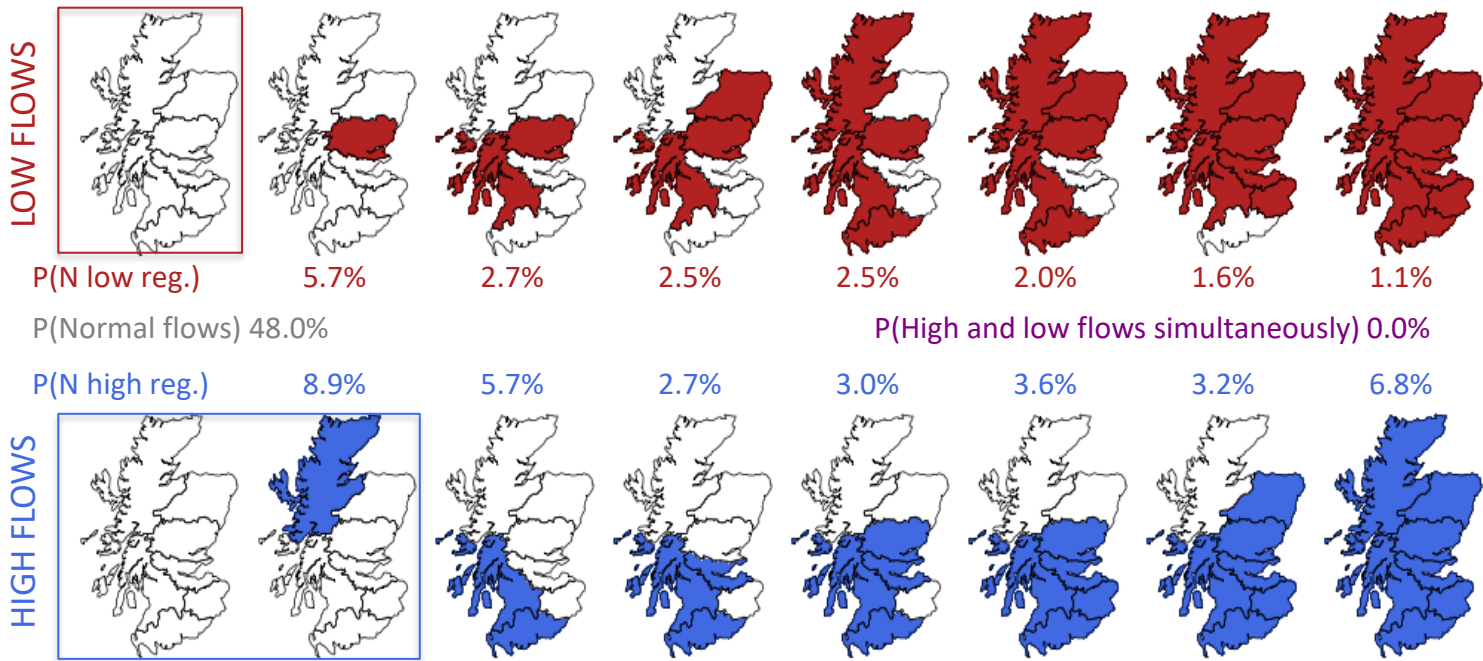 LOW FLOWS
P(N low reg.) 5.7% 2.7% 2.5% 2.5% 2.0% 1.6% 1.1%
P(Normal flows) 48.0% P(High and low flows simultaneously) 0.0%
P(N high reg.) 8.9% 5.7% 2.7% 3.0% 3.6% 3.2% 6.8%
HIGH FLOWS